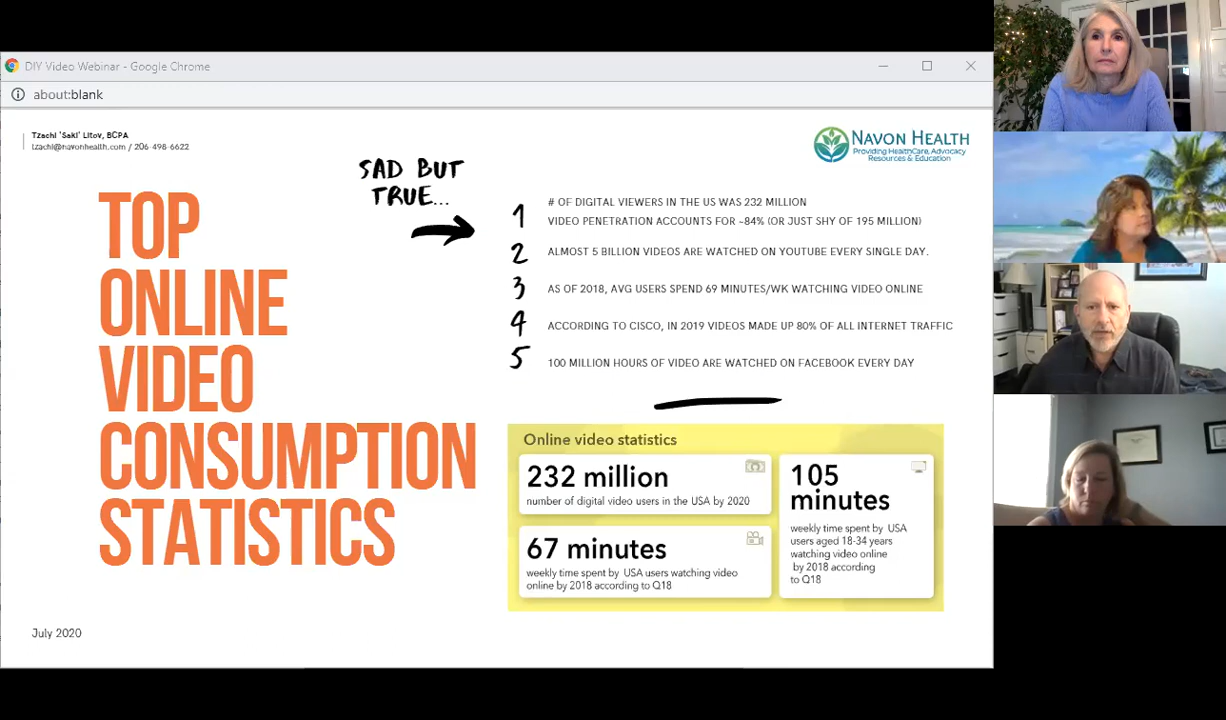 DIY Video Webinar - Google Chrome
about:blank
Tzachi 'Saki' Litov, BCPA
tzachi@navonhealth.com / 206-498-6622
NAVON HEALTH
Providing HealthCare, Advocacy
Resources & Education
SAD BUT
TRUE...
TOP
ONLINE
VIDEO
CONSUMPTION
STATISTICS
1 # OF DIGITAL VIEWERS IN THE US WAS 232 MILLION
VIDEO PENETRATION ACCOUNTS FOR ~84% (OR JUST SHY OF 195 MILLION)
2 ALMOST 5 BILLION VIDEOS ARE WATCHED ON YOUTUBE EVERY SINGLE DAY.
3 AS OF 2018, AVG USERS SPEND 69 MINUTES/WK WATCHING VIDEO ONLINE
4 ACCORDING TO CISCO, IN 2019 VIDEOS MADE UP 80% OF ALL INTERNET TRAFFIC
5 100 MILLION HOURS OF VIDEO ARE WATCHED ON FACEBOOK EVERY DAY
Online video statistics
232 million
number of digital video users in the USA by 2020
67 minutes
weekly time spent by USA users watching video
online by 2018 according to Q18
105
minutes
weekly time spent by USA
users aged 18-34 years
watching video online
by 2018 according
to Q18
July 2020